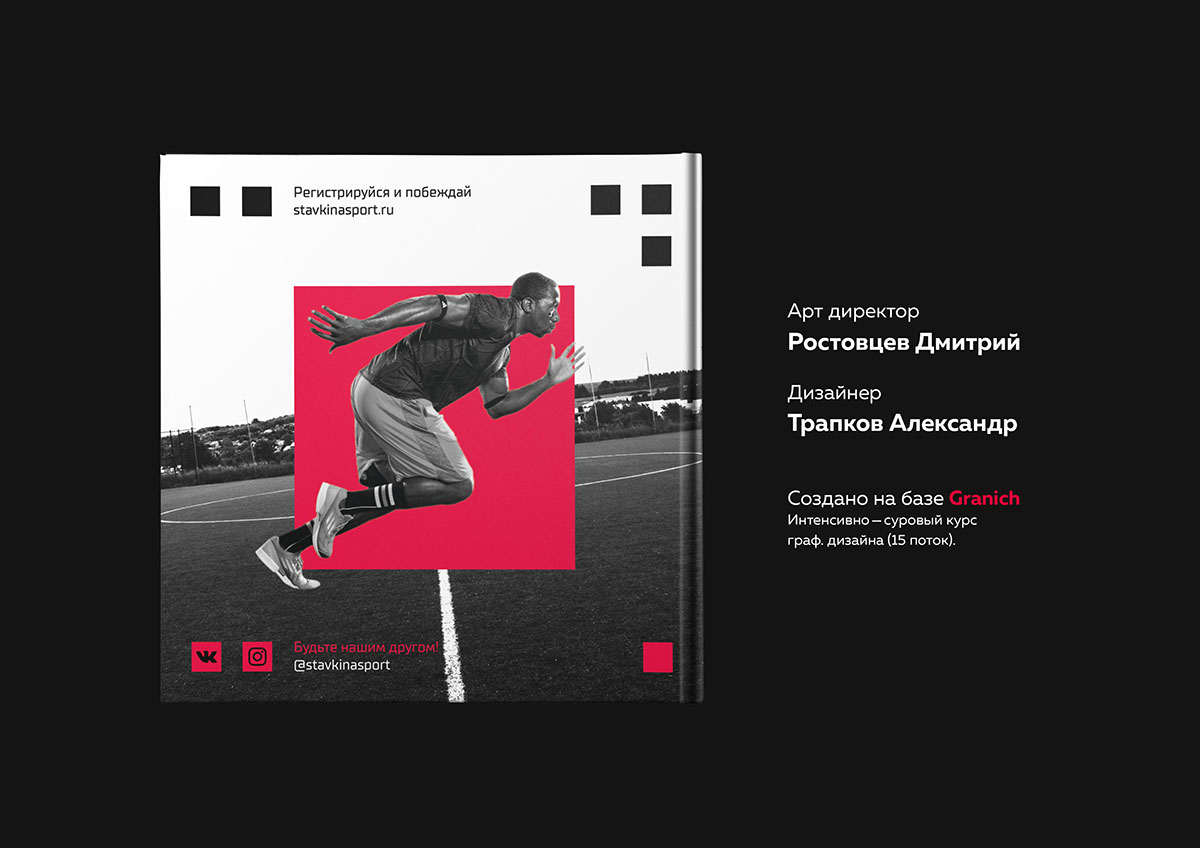 Регистрируйся и побеждай
stavkinasport.ru
Будьте нашим другом!
@stavkinasport
Арт директор
Ростовцев Дмитрий
Дизайнер
Трапков Александр
Создано на базе Granich
Интенсивно – суровый курс
граф. дизайна (15 поток).